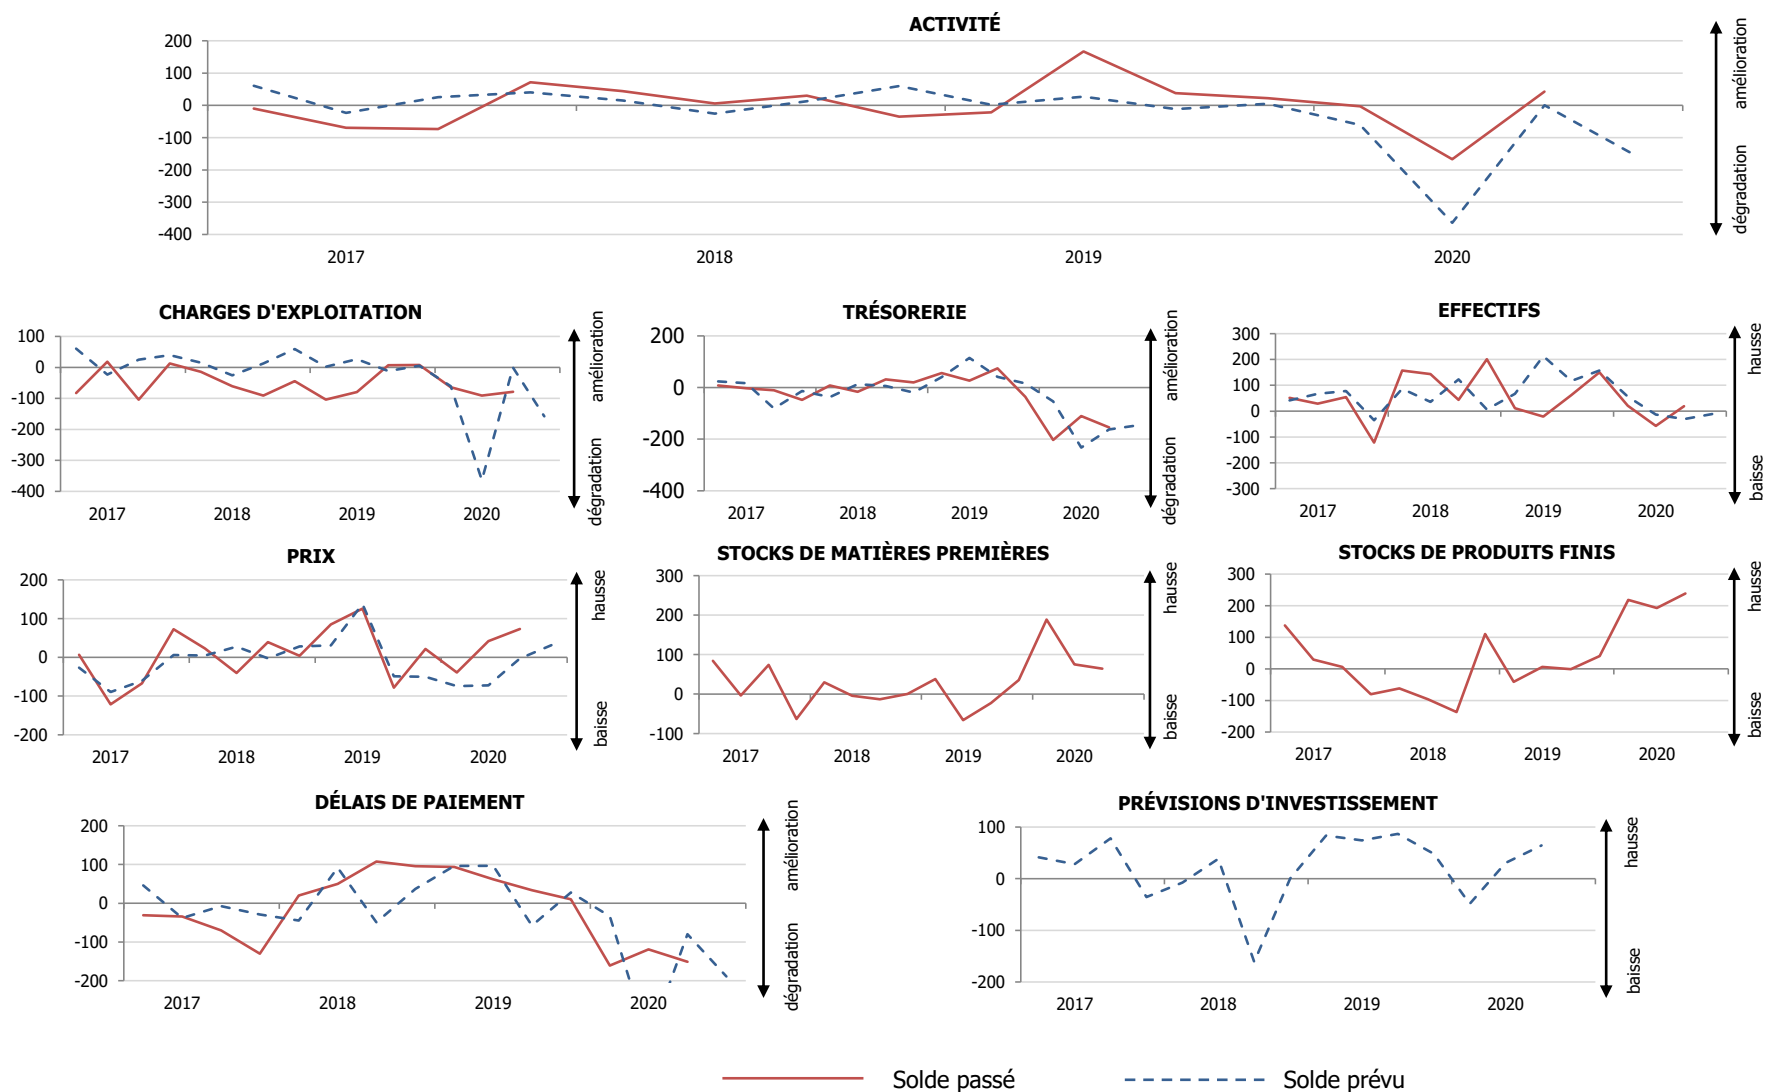 ACTIVITÉ
200
100
0
-100
-200
-300
-400
2017 2018 2019 2020
amélioration
dégradation
CHARGES D'EXPLOITATION
100
0
-100
-200
-300
-400
2017 2018 2019 2020
amélioration
dégradation
TRÉSORERIE
200
0
-200
-400
2017 2018 2019 2020
amélioration
dégradation
EFFECTIFS
300
200
100
0
-100
-200
-300
2017 2018 2019 2020
hausse
baisse
PRIX
200
100
0
-100
-200
2017 2018 2019 2020
hausse
baisse
STOCKS DE MATIÈRES PREMIÈRES
300
200
100
0
-100
2017 2018 2019 2020
hausse
baisse
STOCKS DE PRODUITS FINIS
300
200
100
0
-100
-200
2017 2018 2019 2020
hausse
baisse
DÉLAIS DE PAIEMENT
200
100
0
-100
-200
2017 2018 2019 2020
amélioration
dégradation
PRÉVISIONS D'INVESTISSEMENT
100
0
-100
-200
2017 2018 2019 2020
hausse
baisse
Solde passé Solde prévu